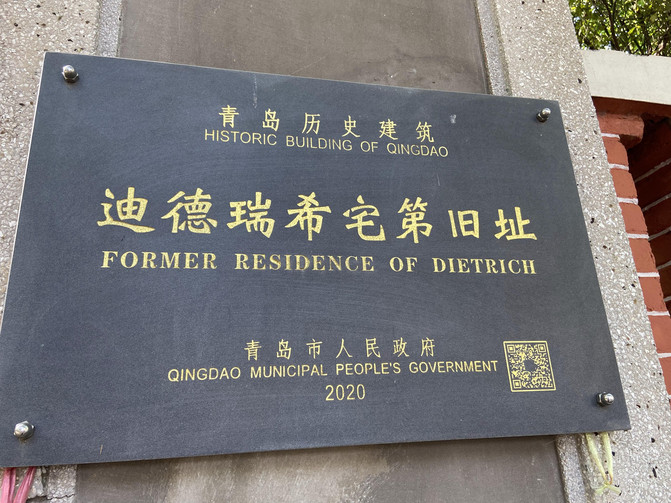 青岛历史建筑
HISTORIC BUILDING OF QINGDAO
迪德瑞希宅第旧址
FORMER RESIDENCE OF DIETRICH
青岛市人民政府
QINGDAO MUNICIPAL PEOPLE'S GOVERNMENT
2020